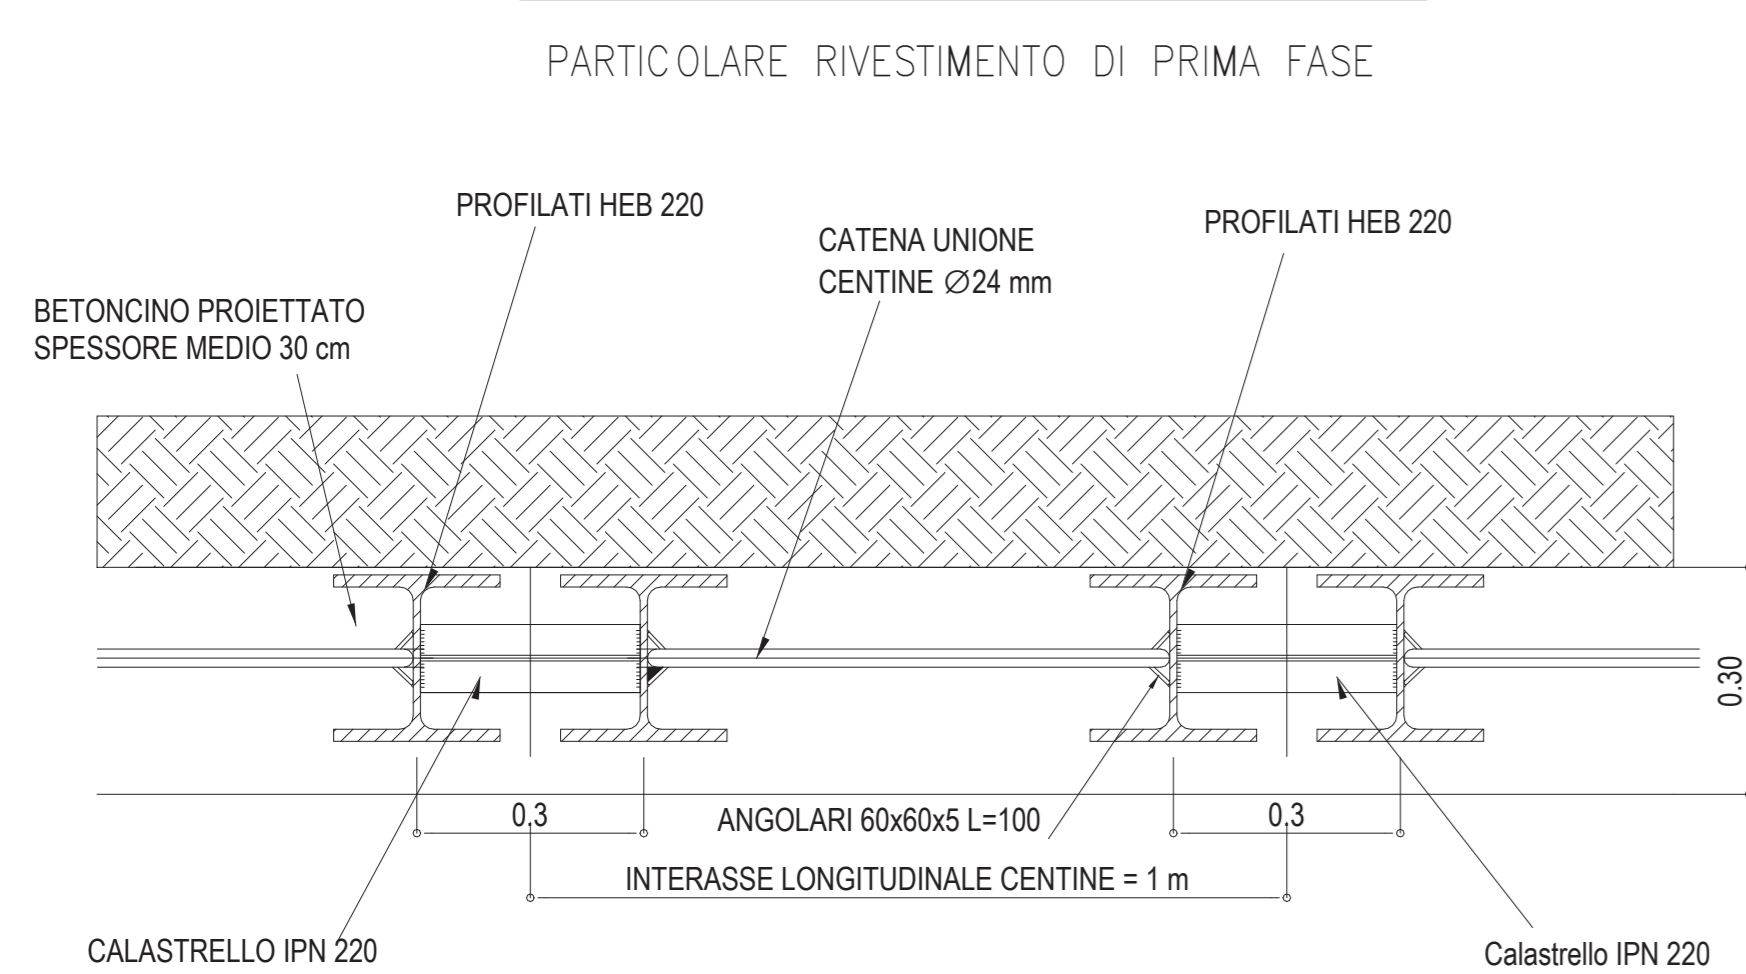 PARTICOLARE RIVESTIMENTO DI PRIMA FASE
PROFILATI HEB 220
PROFILATI HEB 220
CATENA UNIONE
CENTINE Ø24 mm
BETONCINO PROIETTATO
SPESSORE MEDIO 30 cm
0.30
0.3
ANGOLARI 60x60x5 L=100
0.3
INTERASSE LONGITUDINALE CENTINE = 1 m
CALASTRELLO IPN 220
Calastrello IPN 220